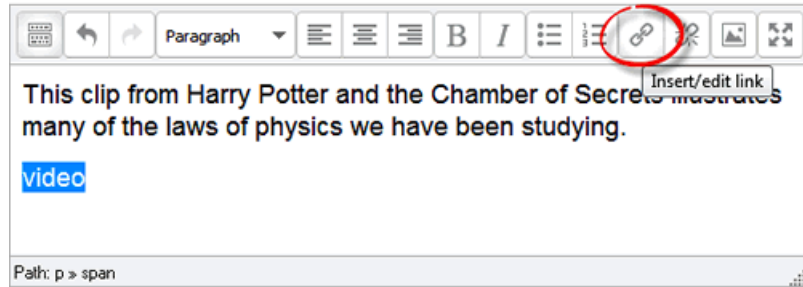 Paragraph
B I
Insert/edit link
This clip from Harry Potter and the Chamber of Secrets illustrates
many of the laws of physics we have been studying.
video
Path: p » span